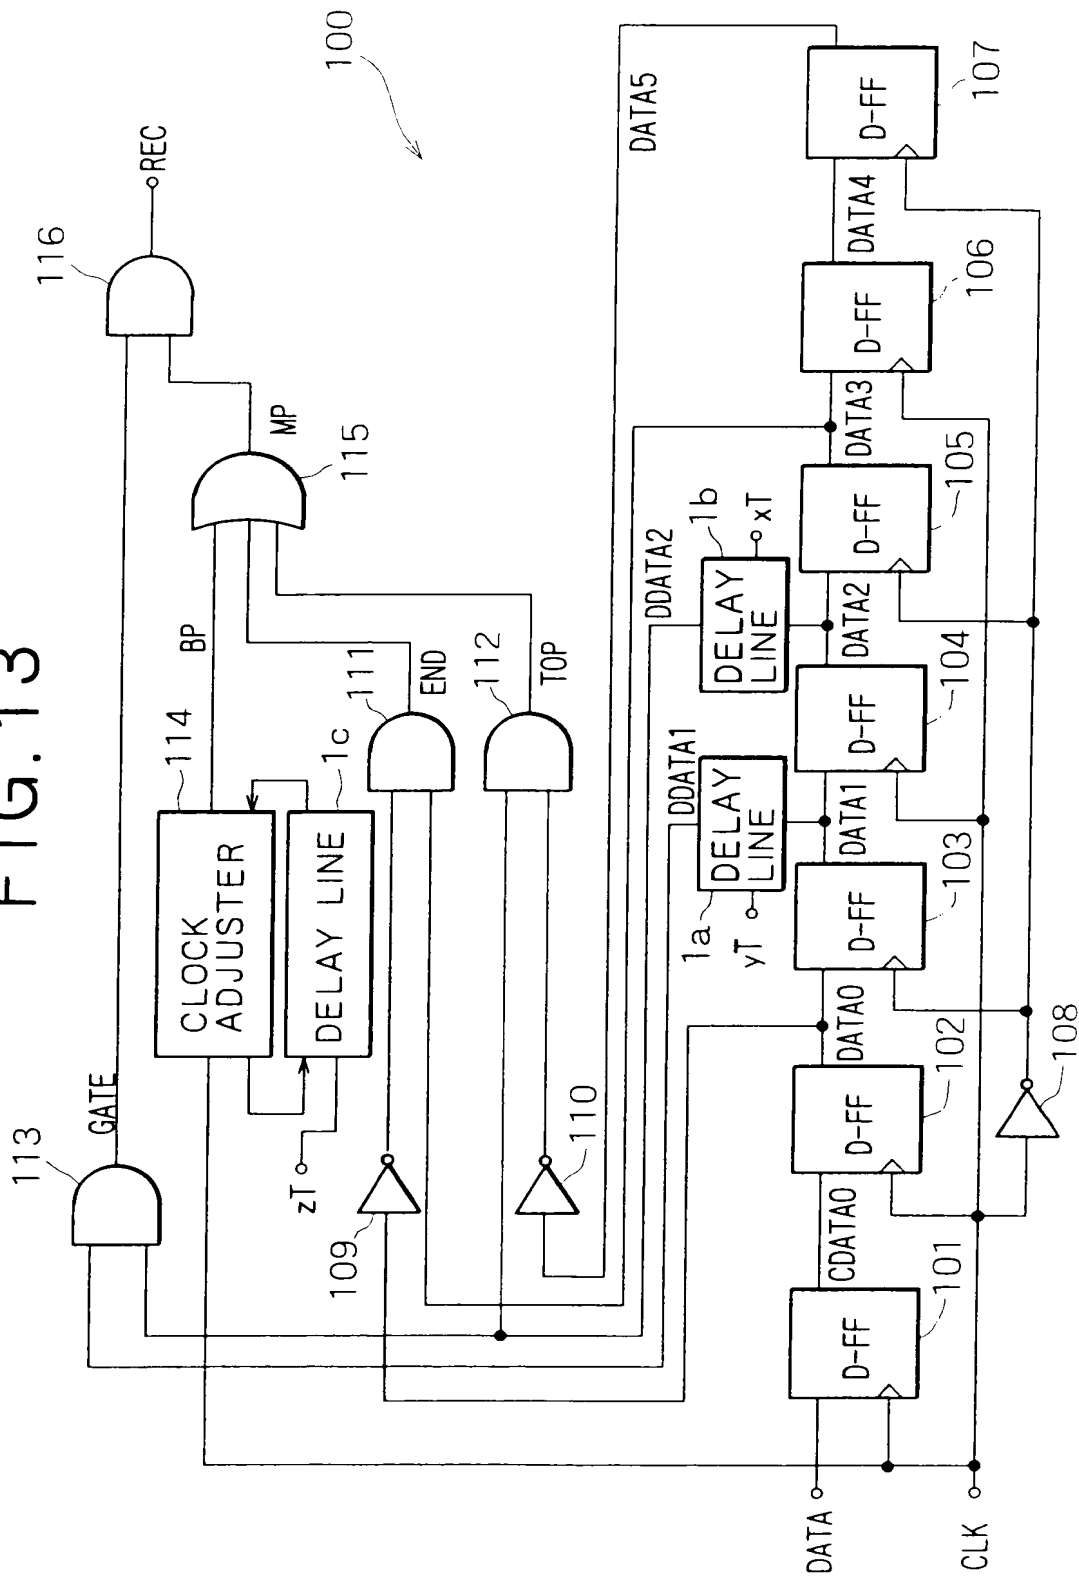 FIG. 13
100
113
GATE
114
CLOCK
ADJUSTER
BP
116
REC
MP
115
zT
DELAY LINE
1c
109
111
END
110
112
TOP
DATA5
DDATA1
DDATA2
1a
yT
DELAY
LINE
DELAY
LINE
1b
xT
DATA
CLK
D-FF
101
CDATA0
D-FF
102
DATA0
D-FF
103
DATA1
D-FF
104
DATA2
D-FF
105
DATA3
D-FF
106
DATA4
D-FF
107
108